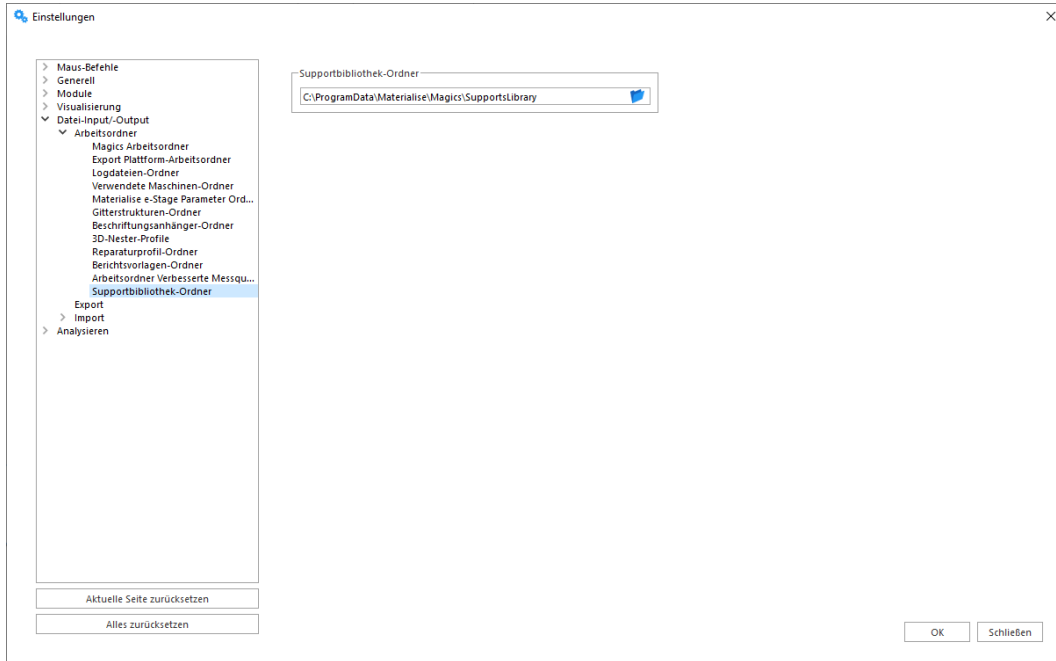 Einstellungen
Maus-Befehle
Generell
Module
Visualisierung
Datei-Input/-Output
Arbeitsordner
Magics Arbeitsordner
Export Plattform-Arbeitsordner
Logdateien-Ordner
Verwendete Maschinen-Ordner
Materialise e-Stage Parameter Ord...
Gitterstrukturen-Ordner
Beschriftungsanhänger-Ordner
3D-Nester-Profile
Reparaturprofil-Ordner
Berichtsvorlagen-Ordner
Arbeitsordner Verbesserte Messqu...
Supportbibliothek-Ordner
Export
Import
Analysieren
Aktuelle Seite zurücksetzen
Alles zurücksetzen
Supportbibliothek-Ordner
C:\ProgramData\Materialise\Magics\SupportsLibrary
OK
Schließen